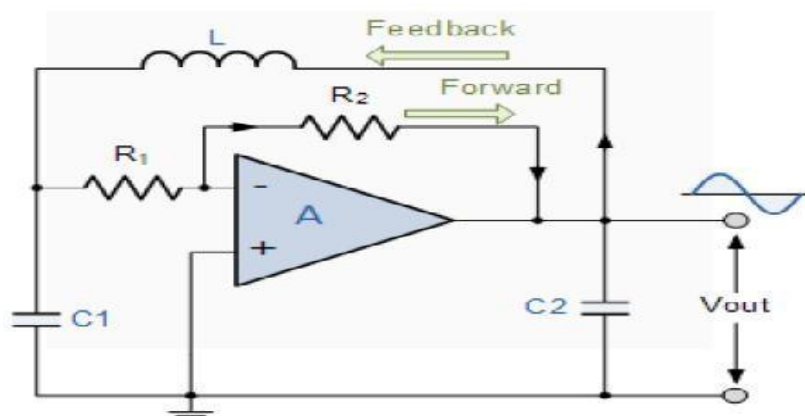 Feedback
L
Forward
R₂
R₁
-
A
+
C1
C2
Vout